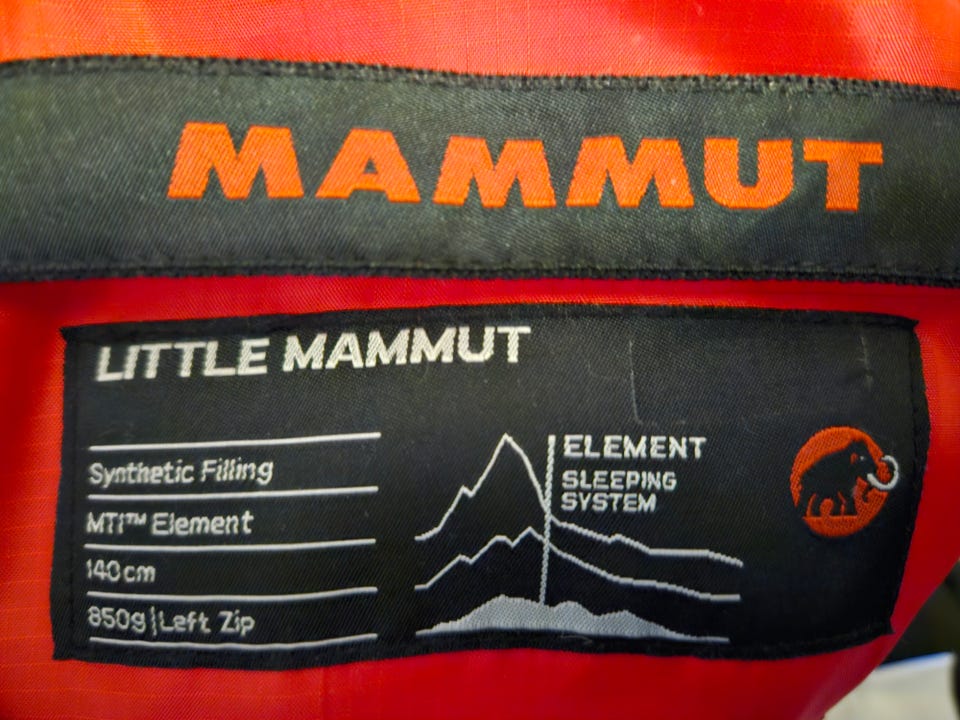 MAMMUT
LITTLE MAMMUT
Synthetic Filling
MTI™ Element
140cm
850g|Left Zip
ELEMENT
SLEEPING
SYSTEM